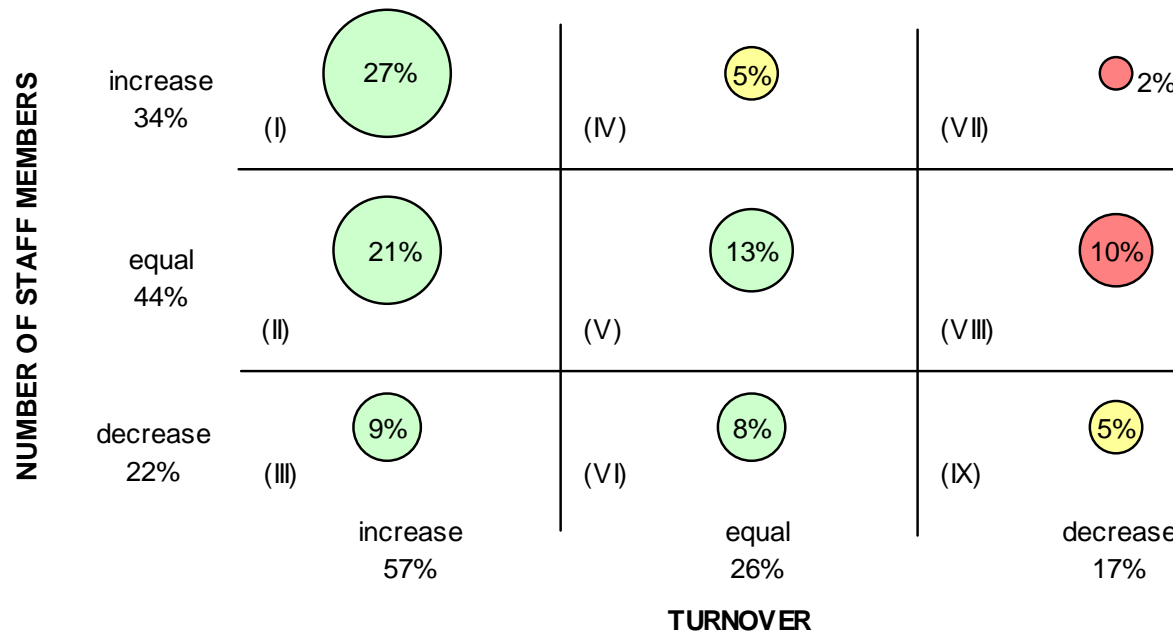 NUMBER OF STAFF MEMBERS
increase
34%
27%
5%
2%
(I)
(IV)
(VII)
equal
44%
21%
13%
10%
(II)
(V)
(VIII)
decrease
22%
9%
8%
5%
(III)
(VI)
(IX)
increase
57%
equal
26%
decrease
17%
TURNOVER